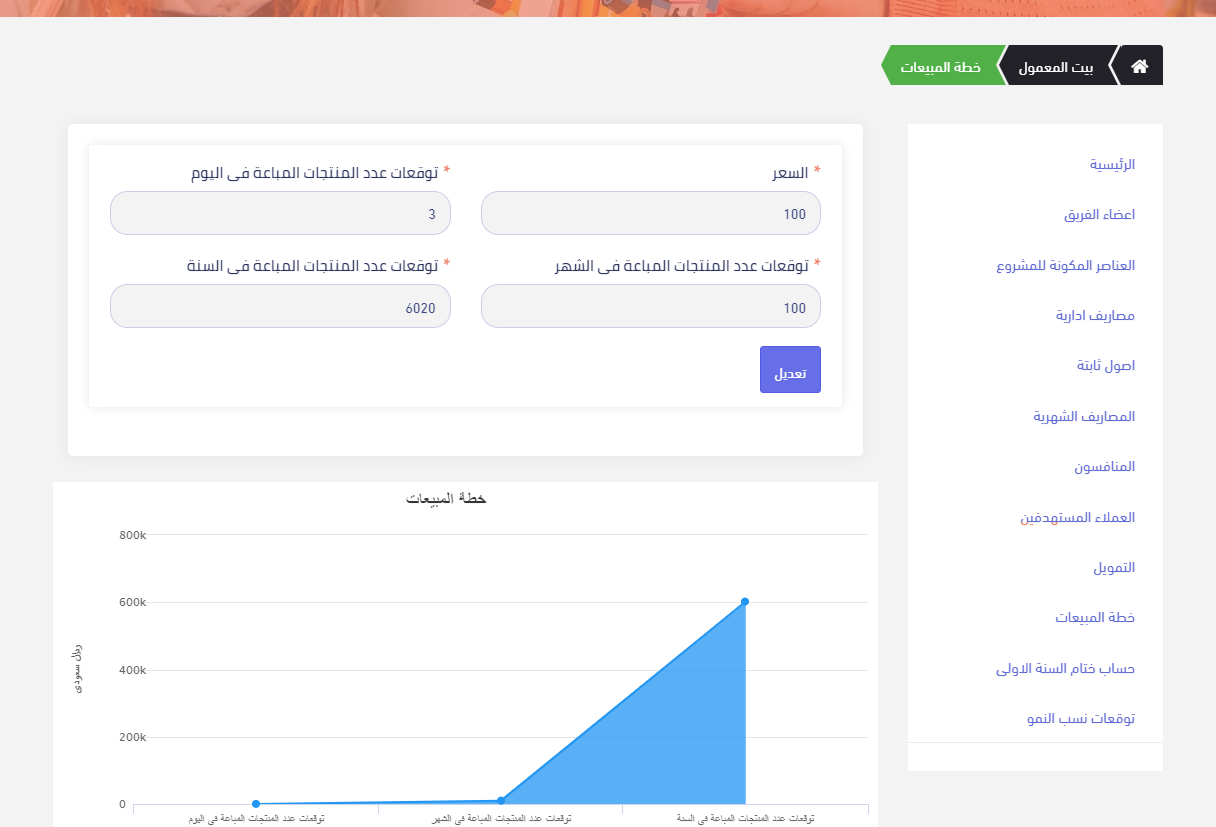 بيت المعمول
خطة المبيعات
الرئيسية
اعضاء الفريق
العناصر المكونة للمشروع
مصاريف ادارية
اصول ثابتة
المصاريف الشهرية
المنافسون
العملاء المستهدفين
التمويل
خطة المبيعات
حساب ختام السنة الاولى
توقعات نسب النمو
* السعر
100
* توقعات عدد المنتجات المباعة فى اليوم
3
* توقعات عدد المنتجات المباعة فى الشهر
100
* توقعات عدد المنتجات المباعة فى السنة
6020
تعديل
خطة المبيعات
ريال سعودى
800k
600k
400k
200k
0
توقعات عدد المنتجات المباعة فى اليوم
توقعات عدد المنتجات المباعة فى الشهر
توقعات عدد المنتجات المباعة فى السنة